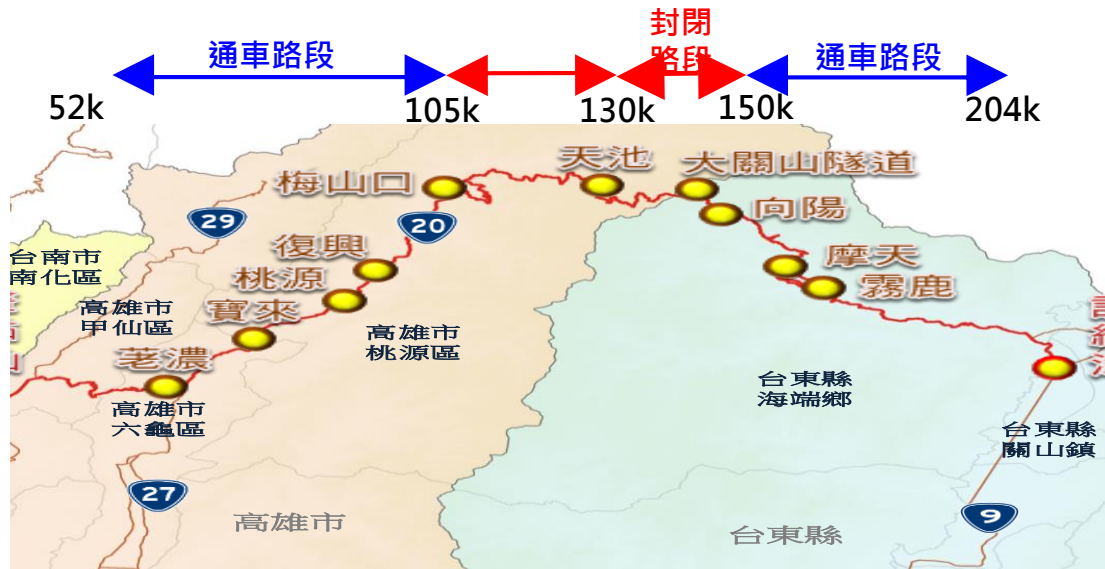 通車路段
封閉
路段
通車路段
52k
105k
130k
150k
204k
梅山口
天池
大關山隧道
向陽
29
20
復興
摩天
台南市
南化區
桃源
霧鹿
高雄市
甲仙區
寶來
高雄市
桃源區
荖濃
台東縣
海端鄉
高雄市
六龜區
台東縣
關山鎮
27
9
高雄市
台東縣